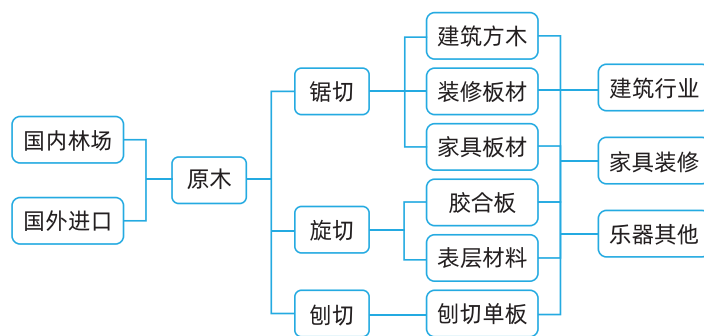 国内林场
国外进口
原木
锯切
旋切
刨切
建筑方木
装修板材
家具板材
胶合板
表层材料
刨切单板
建筑行业
家具装修
乐器其他